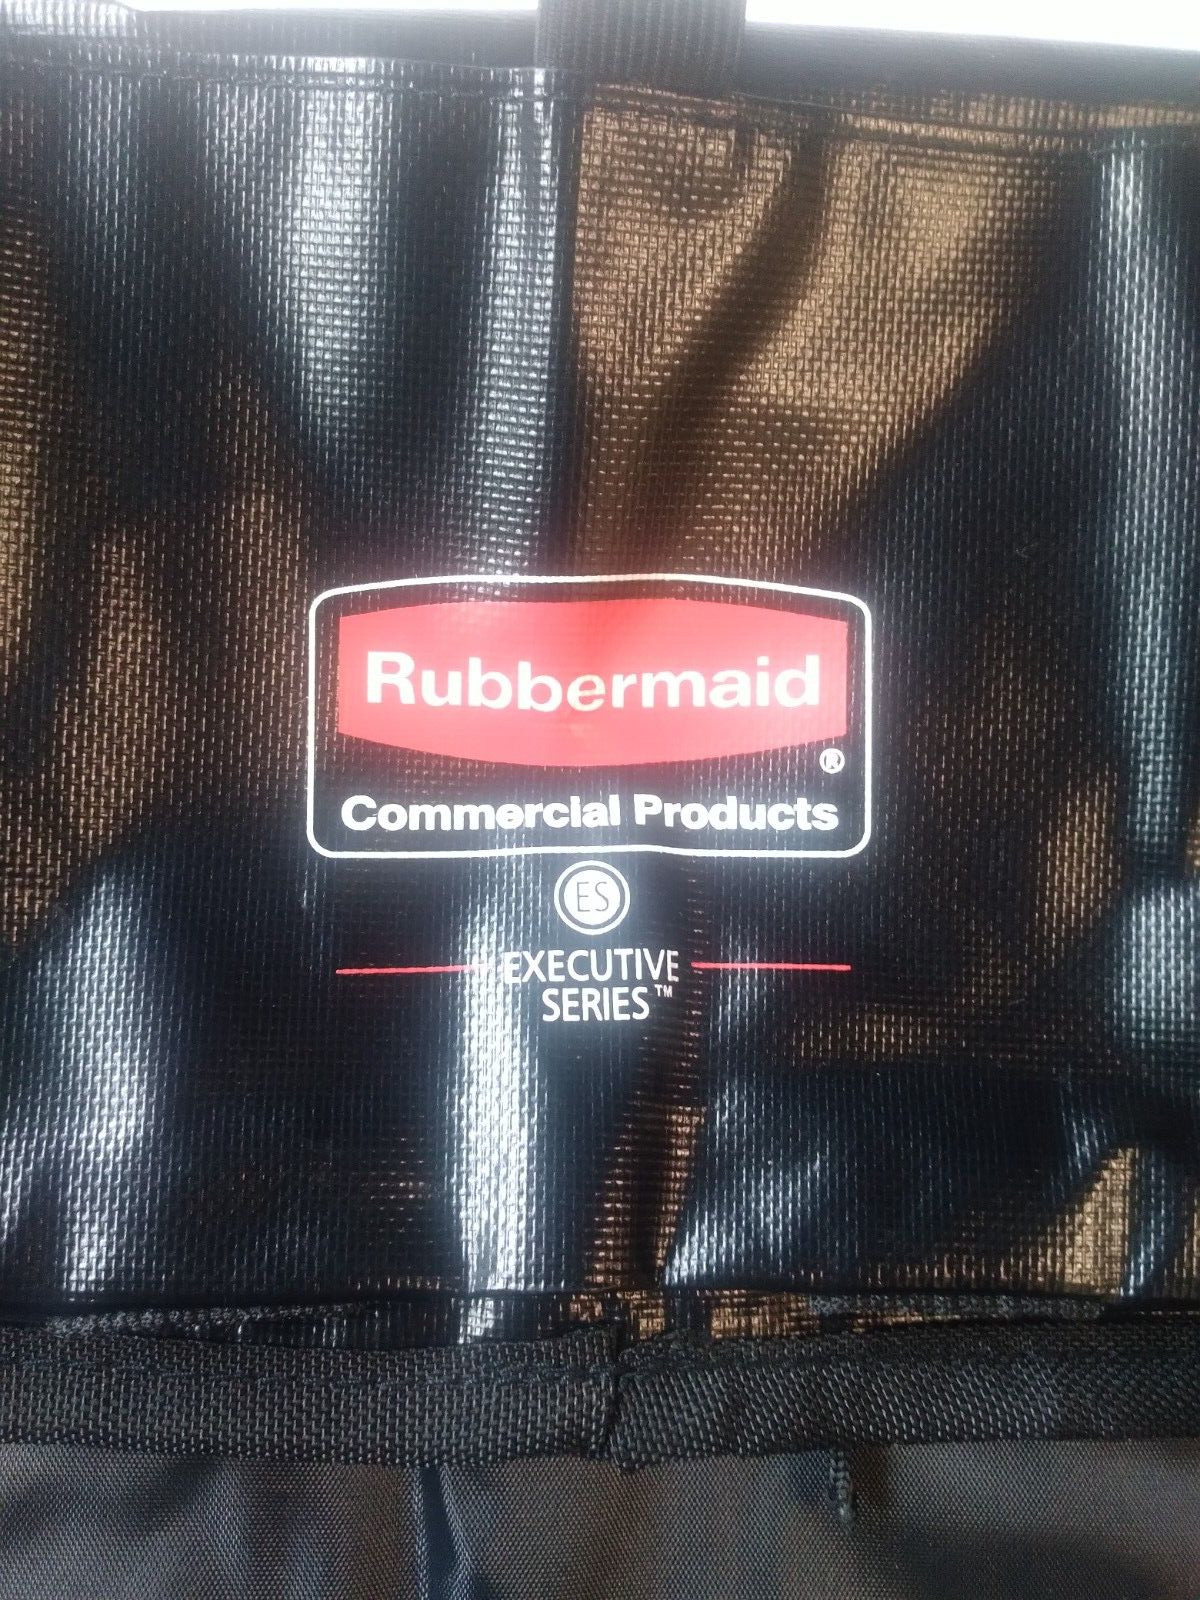 Rubbermaid
®
Commercial Products
ES
EXECUTIVE
SERIES™